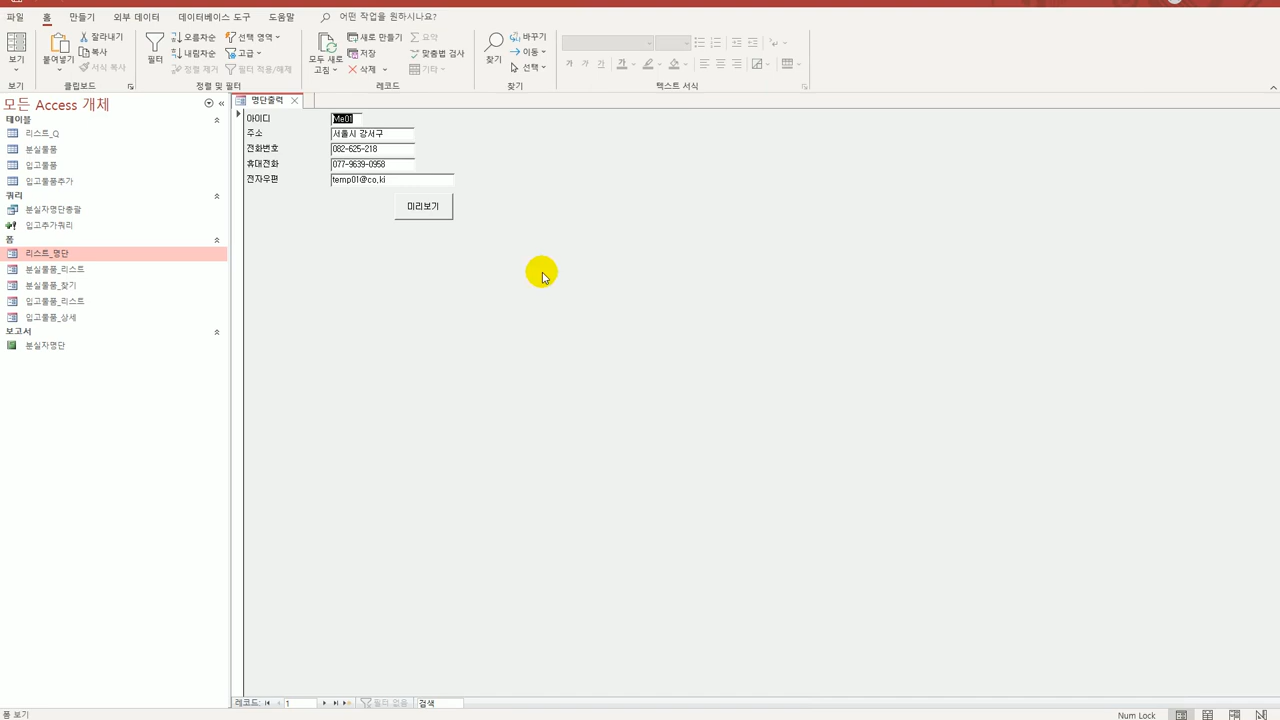 파일 홈 만들기 외부 데이터 데이터베이스 도구 도움말 어떤 작업을 원하시나요?
보기
붙여넣기
잘라내기
복사
서식 복사
필터
오름차순
내림차순
정렬 제거
선택 영역
고급
필터 적용/해제
모두 새로
고침
새로 만들기
저장
삭제
요약
맞춤법 검사
기타
찾기
바꾸기
이동
선택
가 가 가 가
보기 클립보드 정렬 및 필터 레코드 찾기 텍스트 서식
모든 Access 개체
테이블
리스트_Q
분실물품
입고물품
입고물품추가
쿼리
분실자명단총괄
입고추가쿼리
폼
리스트_명단
분실물품_리스트
분실물품_찾기
입고물품_리스트
입고물품_상세
보고서
분실자명단
명단출력
아이디 Me01
주소 서울시 강서구
전화번호 082-625-218
휴대전화 077-9639-0958
전자우편 temp01@co.ki
미리보기
레코드: 1 필터 없음 검색
폼 보기 Num Lock